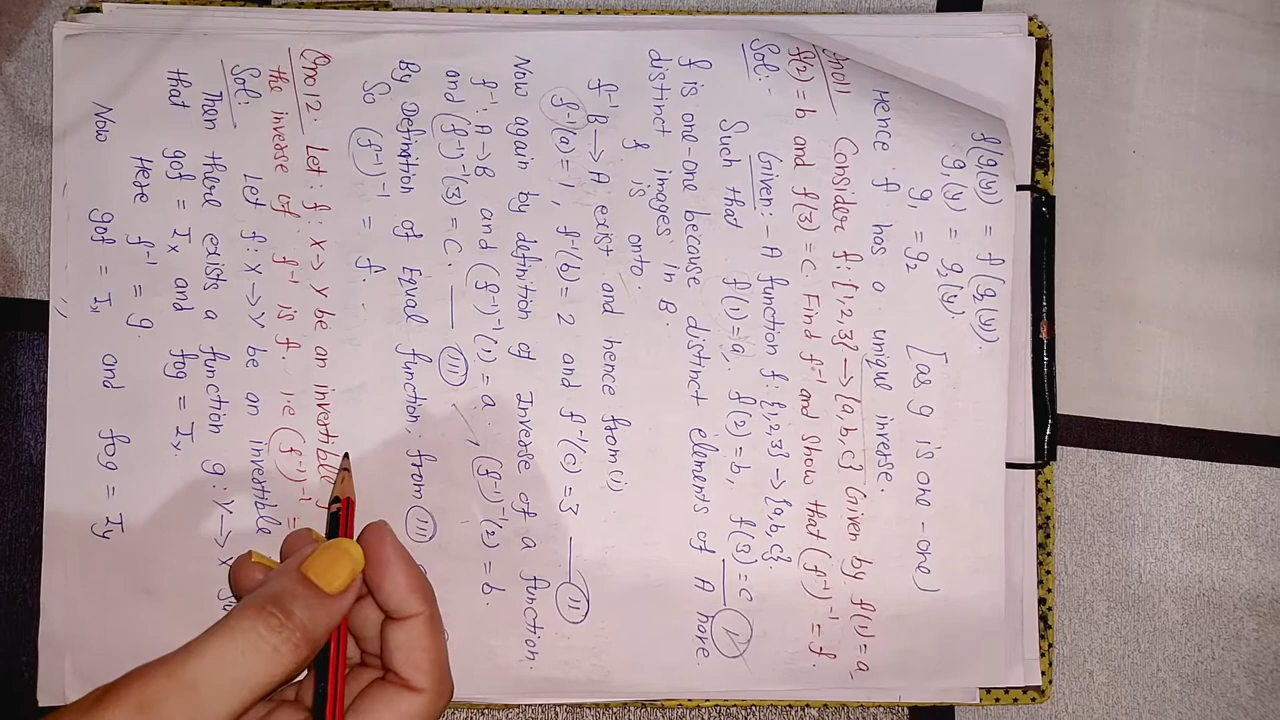 f(g₁(y)) = f(g₂(y)).
g₁(y) = g₂(y).
g₁ = g₂ [as g is one-one)
Hence f has a unique inverse.
Qno11 Consider f: {1,2,3} → {a,b,c} Given by f(1) = a,
f(2) = b and f(3) = c. Find f⁻¹ and show that (f⁻¹)⁻¹ = f.
Sol:- Given:- A function f: {1,2,3} → {a,b,c}.
Such that f(1) = a, f(2) = b, f(3) = c
f is one-one because distinct elements of A have
distinct images in B.
f is onto.
f⁻¹ B → A exist and hence from (i)
f⁻¹(a) = 1, f⁻¹(b) = 2 and f⁻¹(c) = 3 — (II)
Now again by definition of Inverse of a function.
f⁻¹: A → B and (f⁻¹)⁻¹(1) = a. (f⁻¹)⁻¹(2) = b.
and (f⁻¹)⁻¹(3) = C. — (III)
By Definition of Equal function. from (III)
So (f⁻¹)⁻¹ = f.
Qno12: Let: f: X → Y be an invertible
the inverse of f⁻¹ is f. i.e (f⁻¹)⁻¹ =
Sol: Let f: X → Y be an invertible
Then there exists a function g: Y → X
that gof = Iₓ and fog = Iᵧ.
Here f⁻¹ = g.
Now gof = Iₓ and fog = Iy